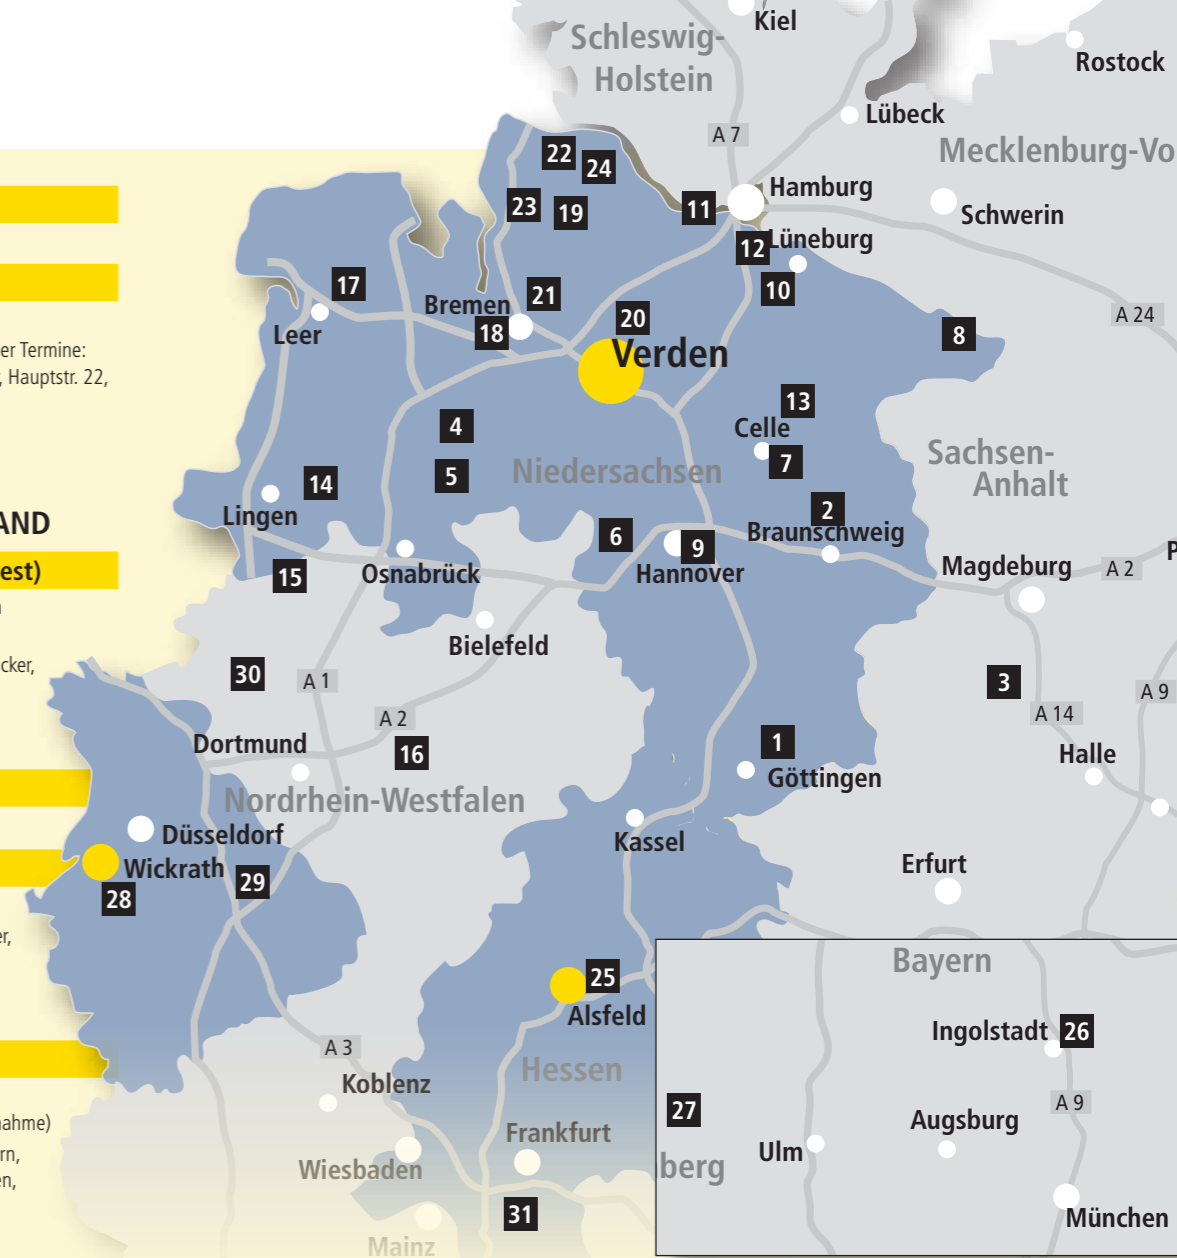 Kiel
Schleswig-
Holstein
Rostock
Lübeck
A 7
Mecklenburg-Vo
22
24
Hamburg
23
19
11
Schwerin
12
Lüneburg
17
21
10
Bremen
A 24
er Termine:
Leer
18
20
8
, Hauptstr. 22,
Verden
13
4
Celle
7
5
Niedersachsen
Sachsen-
Anhalt
14
Lingen
2
AND
6
9
Braunschweig
est)
15
Osnabrück
Hannover
Magdeburg
A 2
P
Bielefeld
cker,
30
A 1
3
A 9
A 2
A 14
Dortmund
16
1
Halle
Göttingen
Nordrhein-Westfalen
Düsseldorf
Kassel
Wickrath
28
29
Erfurt
er,
25
Alsfeld
Bayern
Ingolstadt
26
A 3
Hessen
Koblenz
27
A 9
nahme)
Frankfurt
Augsburg
rn,
Wiesbaden
Ulm
berg
en,
31
München
Mainz